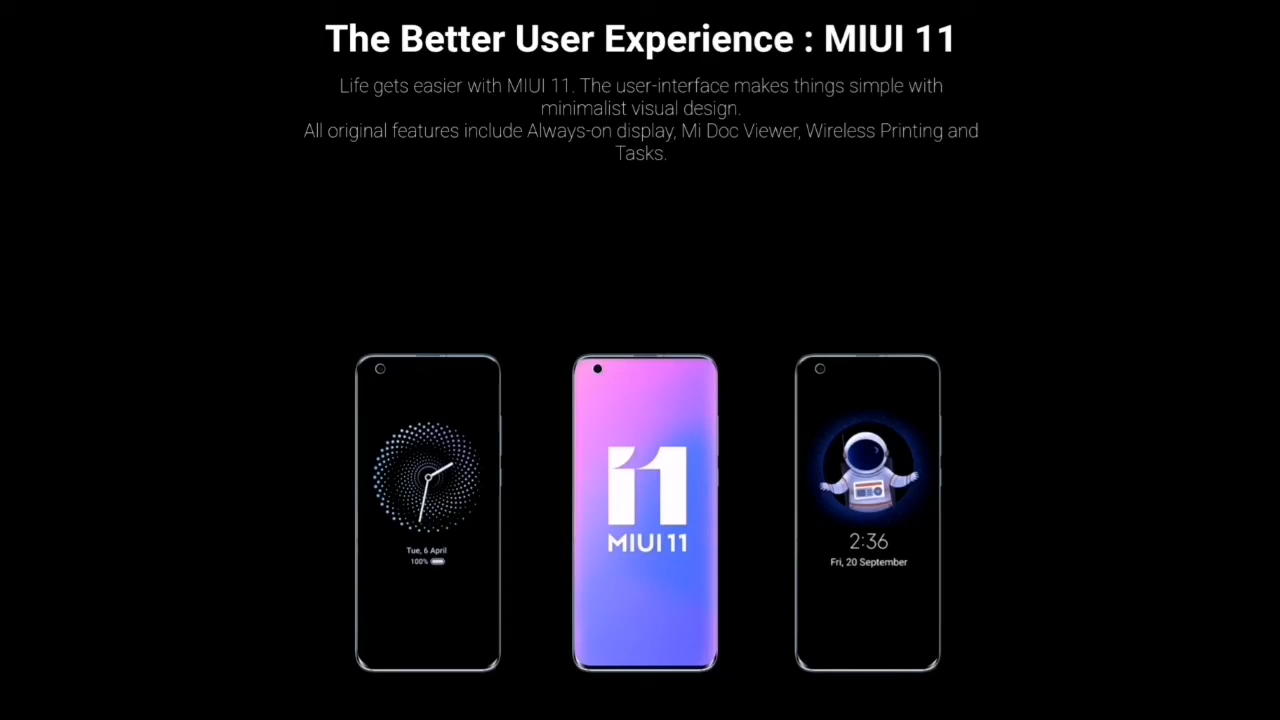 The Better User Experience : MIUI 11
Life gets easier with MIUI 11. The user-interface makes things simple with
minimalist visual design.
All original features include Always-on display, Mi Doc Viewer, Wireless Printing and
Tasks.
Tue, 6 April
100%
11
MIUI 11
2:36
Fri, 20 September